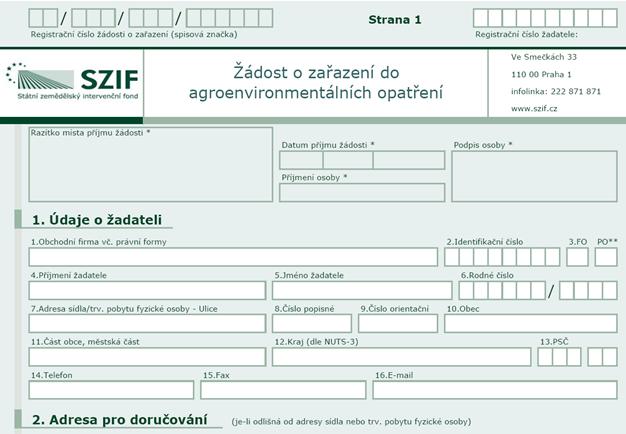 / / /
Strana 1
Registrační číslo žádosti o zařazení (spisová značka)
Registrační číslo žadatele:
SZIF
Státní zemědělský intervenční fond
Žádost o zařazení do
agroenvironmentálních opatření
Ve Smečkách 33
110 00 Praha 1
infolinka: 222 871 871
www.szif.cz
Razítko místa příjmu žádosti *
Datum příjmu žádosti *
Podpis osoby *
Příjmení osoby *
1. Údaje o žadateli
1.Obchodní firma vč. právní formy
2.Identifikační číslo
3.FO
PO**
4.Příjmení žadatele
5.Jméno žadatele
6.Rodné číslo
/
7.Adresa sídla/trv. pobytu fyzické osoby - Ulice
8.Číslo popisné
9.Číslo orientační
10.Obec
11.Část obce, městská část
12.Kraj (dle NUTS-3)
13.PSČ
14.Telefon
15.Fax
16.E-mail
2. Adresa pro doručování (je-li odlišná od adresy sídla nebo trv. pobytu fyzické osoby)